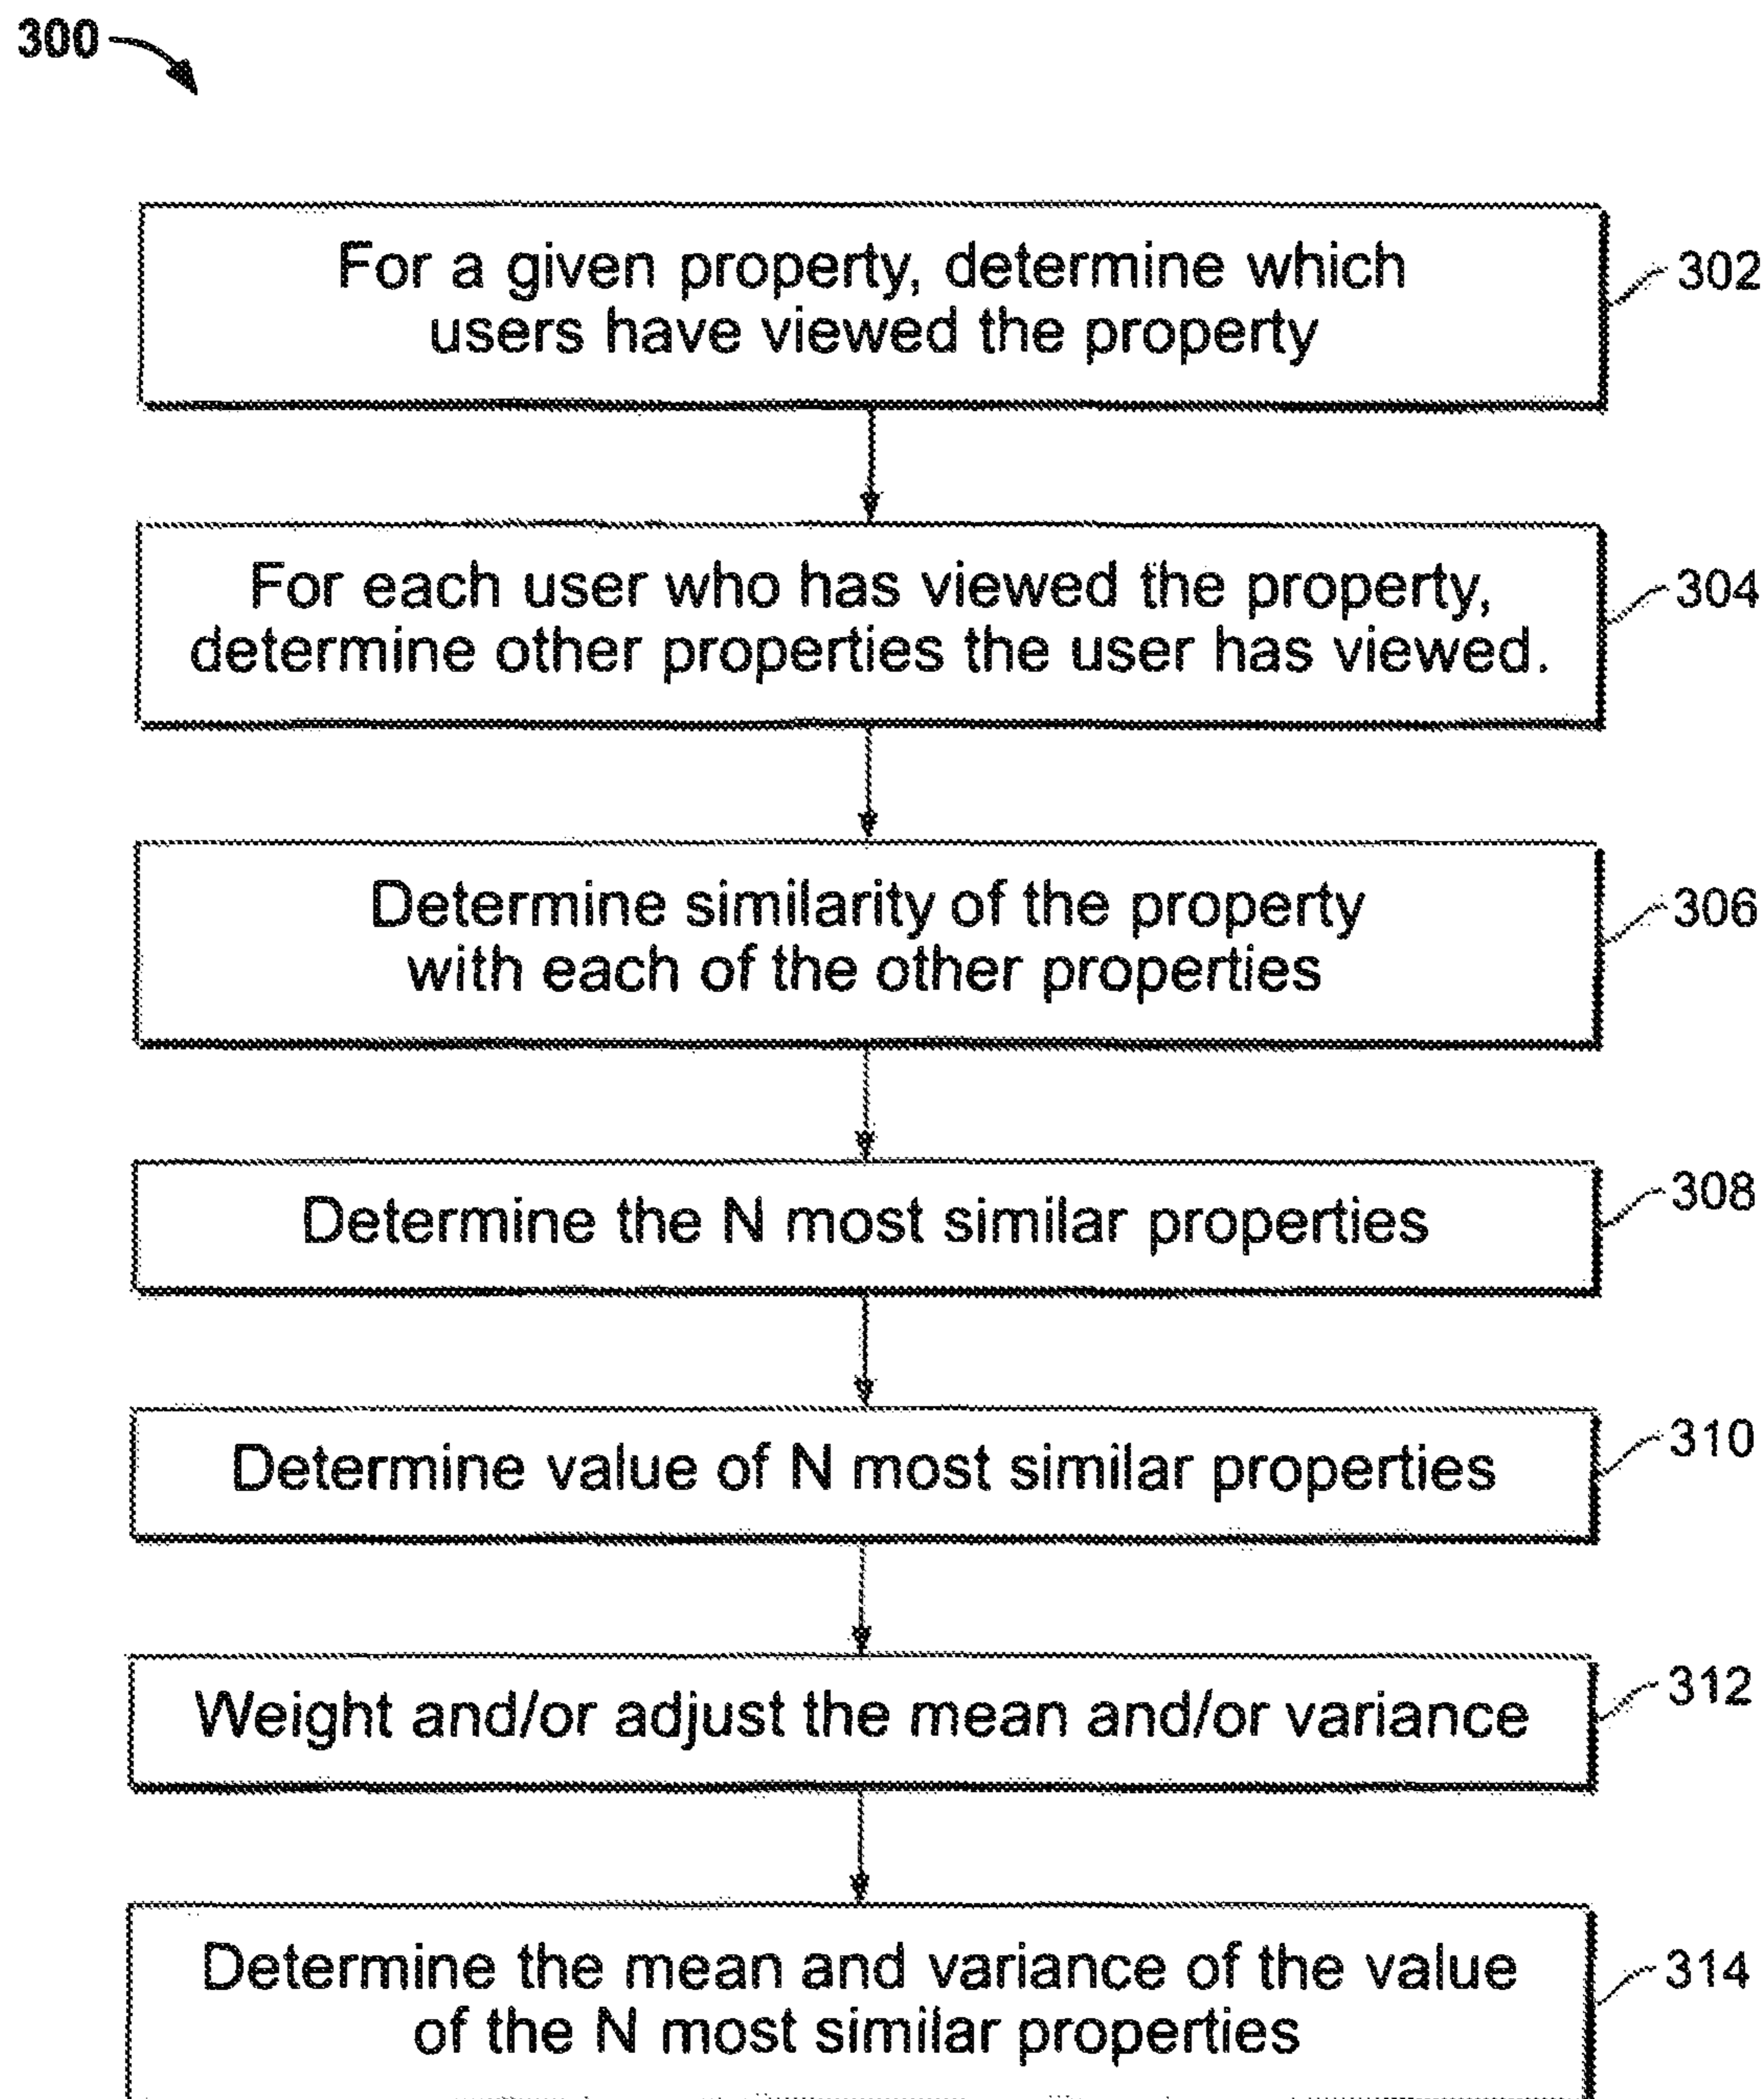 300
For a given property, determine which
users have viewed the property
302
For each user who has viewed the property,
determine other properties the user has viewed.
304
Determine similarity of the property
with each of the other properties
306
Determine the N most similar properties
308
Determine value of N most similar properties
310
Weight and/or adjust the mean and/or variance
312
Determine the mean and variance of the value
of the N most similar properties
314